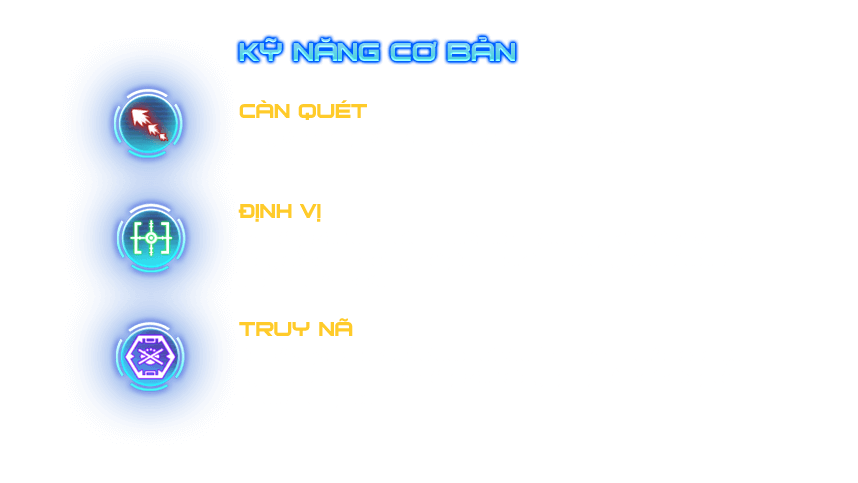 KỸ NĂNG CƠ BẢN
CÀN QUÉT
ĐỊNH VỊ
TRUY NÃ